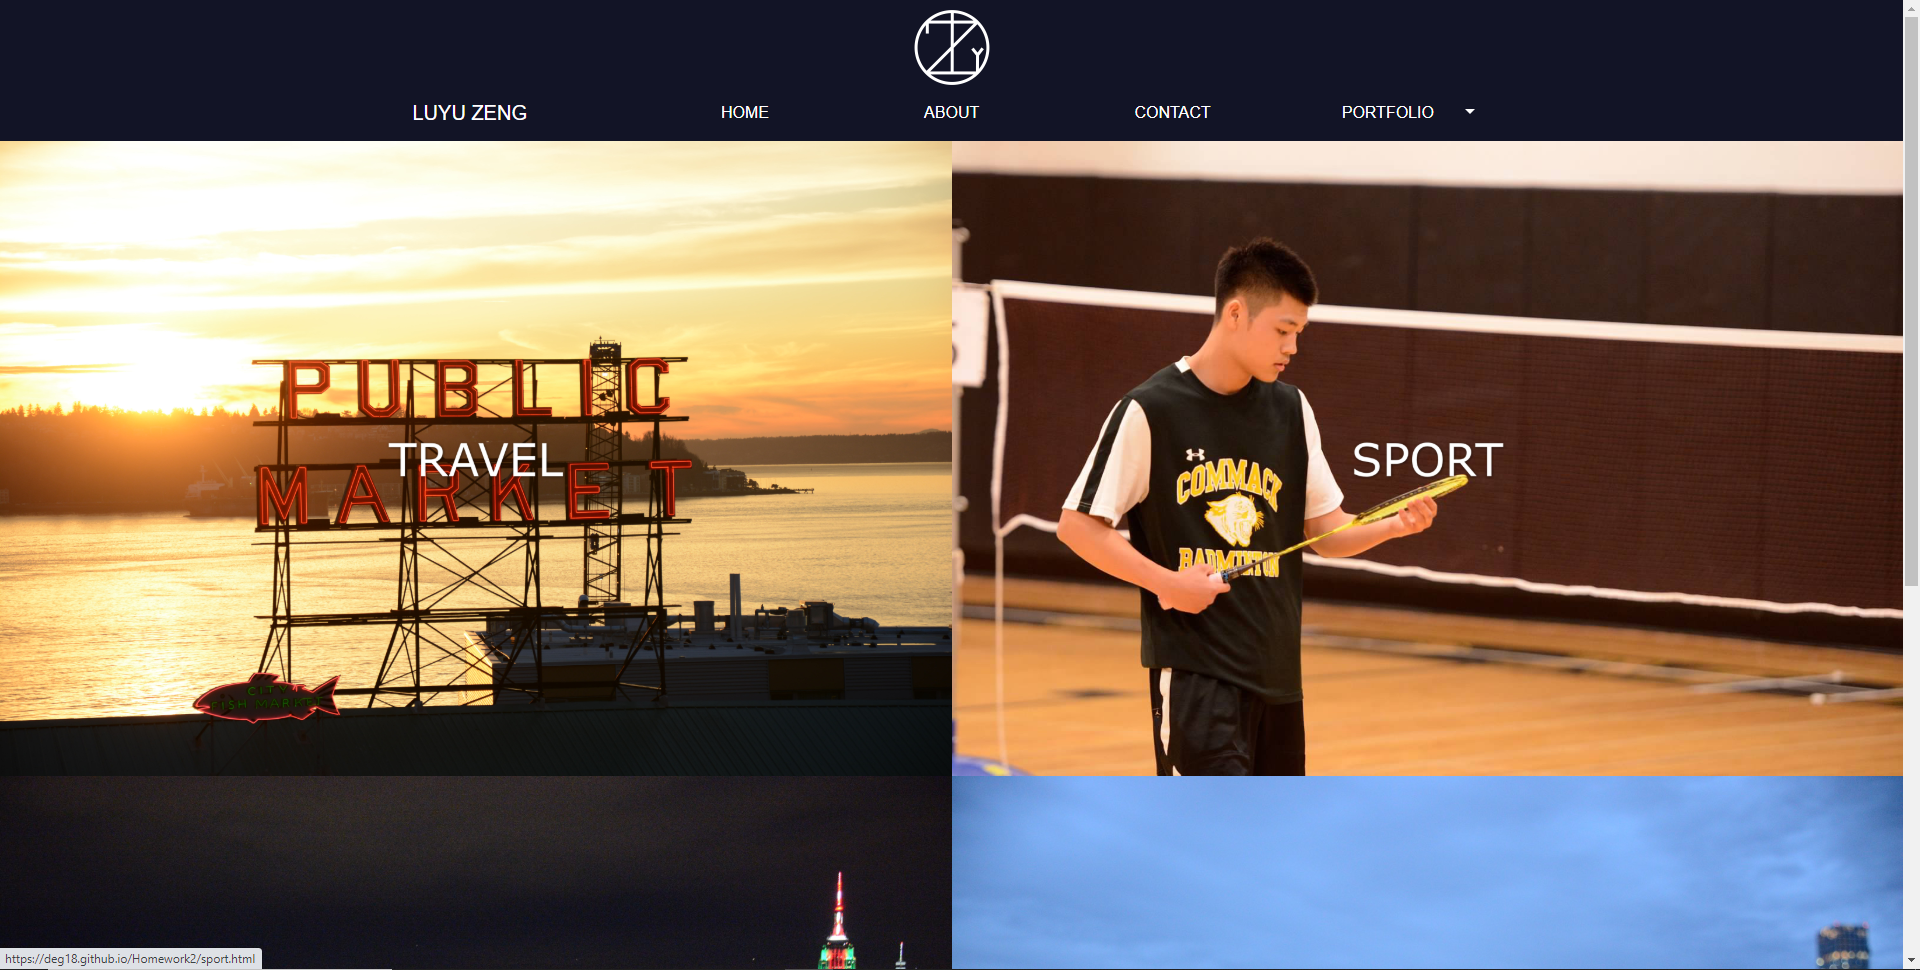 LUYU ZENG
HOME
ABOUT
CONTACT
PORTFOLIO
PUBLIC
TRAVEL
MARKET
CITY
FISH MARKET
SPORT
COMMACK
BADMINTON
https://deg18.github.io/Homework2/sport.html